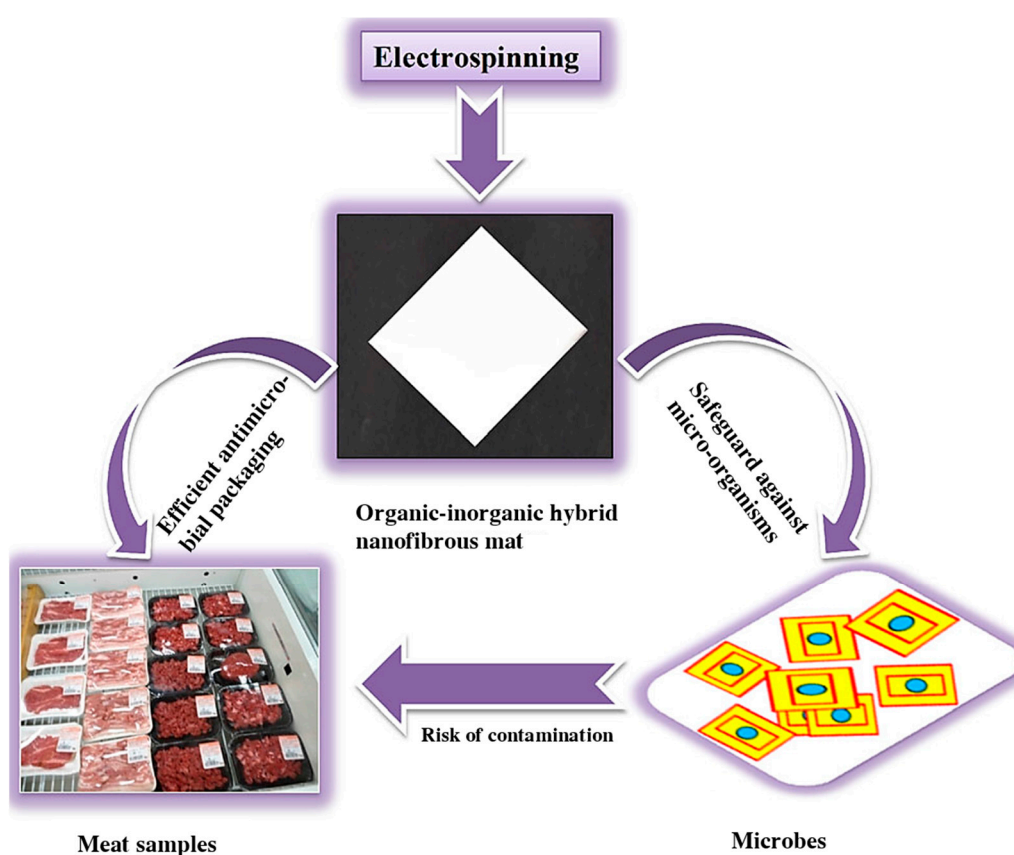 Electrospinning
Efficient antimicro-
bial packaging
Safeguard against
micro-organisms
Organic-inorganic hybrid
nanofibrous mat
Risk of contamination
Meat samples
Microbes